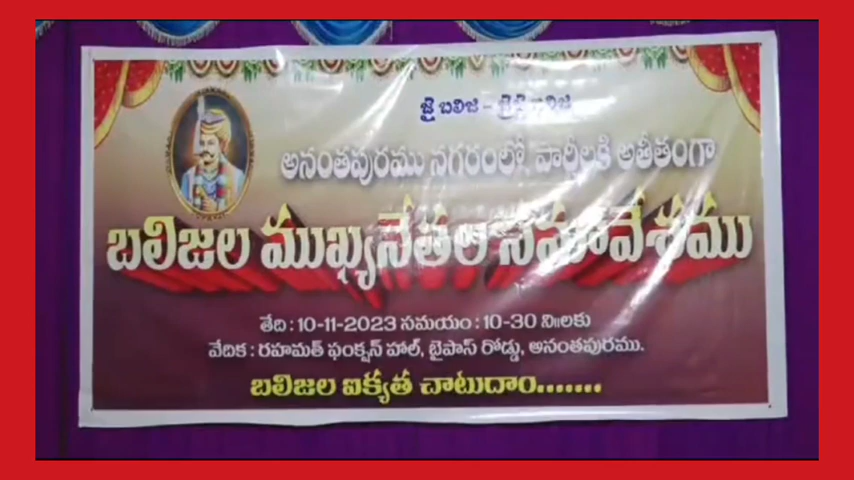 జై బలిజ - జైజై బలిజ
అనంతపురము నగరంలో, పార్టీలకి అతీతంగా
బలిజల ముఖ్యనేతల సమావేశము
తేది : 10-11-2023 సమయం : 10-30 ని॥లకు
వేదిక : రహమత్ ఫంక్షన్ హాల్, బైపాస్ రోడ్డు, అనంతపురము.
బలిజల ఐక్యత చాటుదాం.......